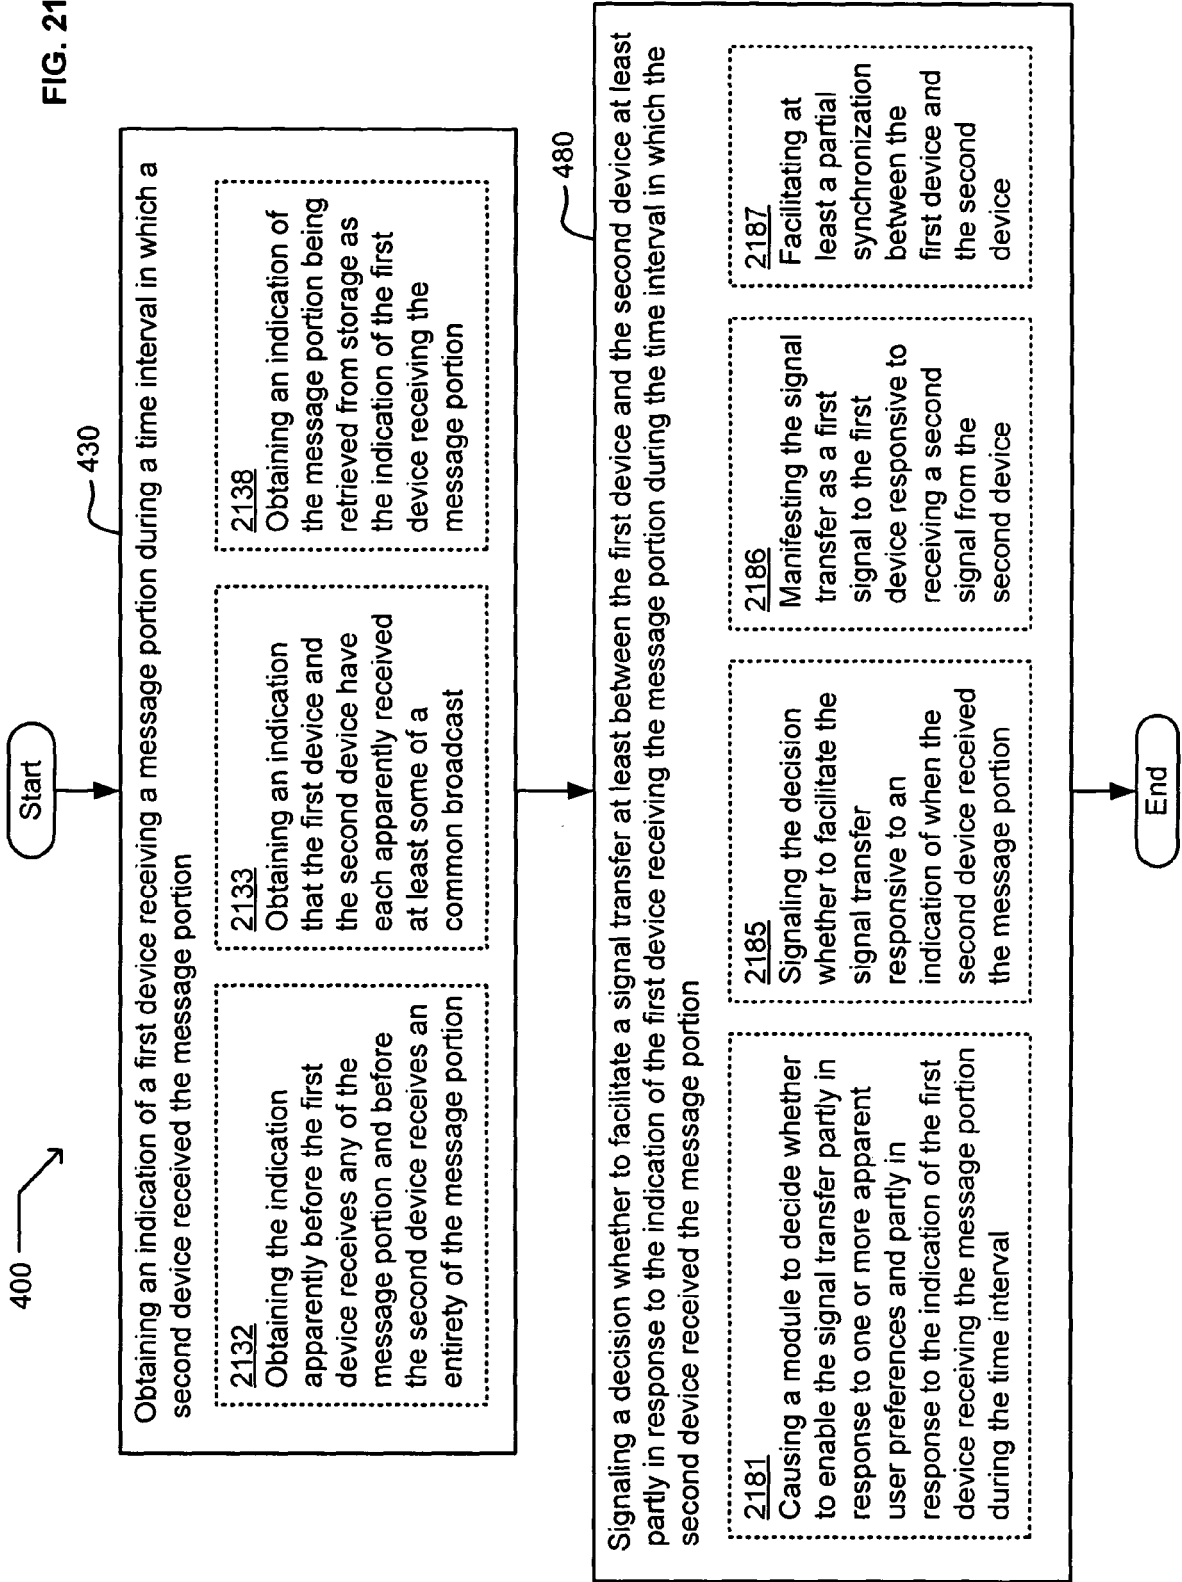 FIG. 21
400
Start
430
Obtaining an indication of a first device receiving a message portion during a time interval in which a
second device received the message portion
2132
Obtaining the indication
apparently before the first
device receives any of the
message portion and before
the second device receives an
entirety of the message portion
2133
Obtaining an indication
that the first device and
the second device have
each apparently received
at least some of a
common broadcast
2138
Obtaining an indication of
the message portion being
retrieved from storage as
the indication of the first
device receiving the
message portion
480
Signaling a decision whether to facilitate a signal transfer at least between the first device and the second device at least
partly in response to the indication of the first device receiving the message portion during the time interval in which the
second device received the message portion
2181
Causing a module to decide whether
to enable the signal transfer partly in
response to one or more apparent
user preferences and partly in
response to the indication of the first
device receiving the message portion
during the time interval
2185
Signaling the decision
whether to facilitate the
signal transfer
responsive to an
indication of when the
second device received
the message portion
2186
Manifesting the signal
transfer as a first
signal to the first
device responsive to
receiving a second
signal from the
second device
2187
Facilitating at
least a partial
synchronization
between the
first device and
the second
device
End